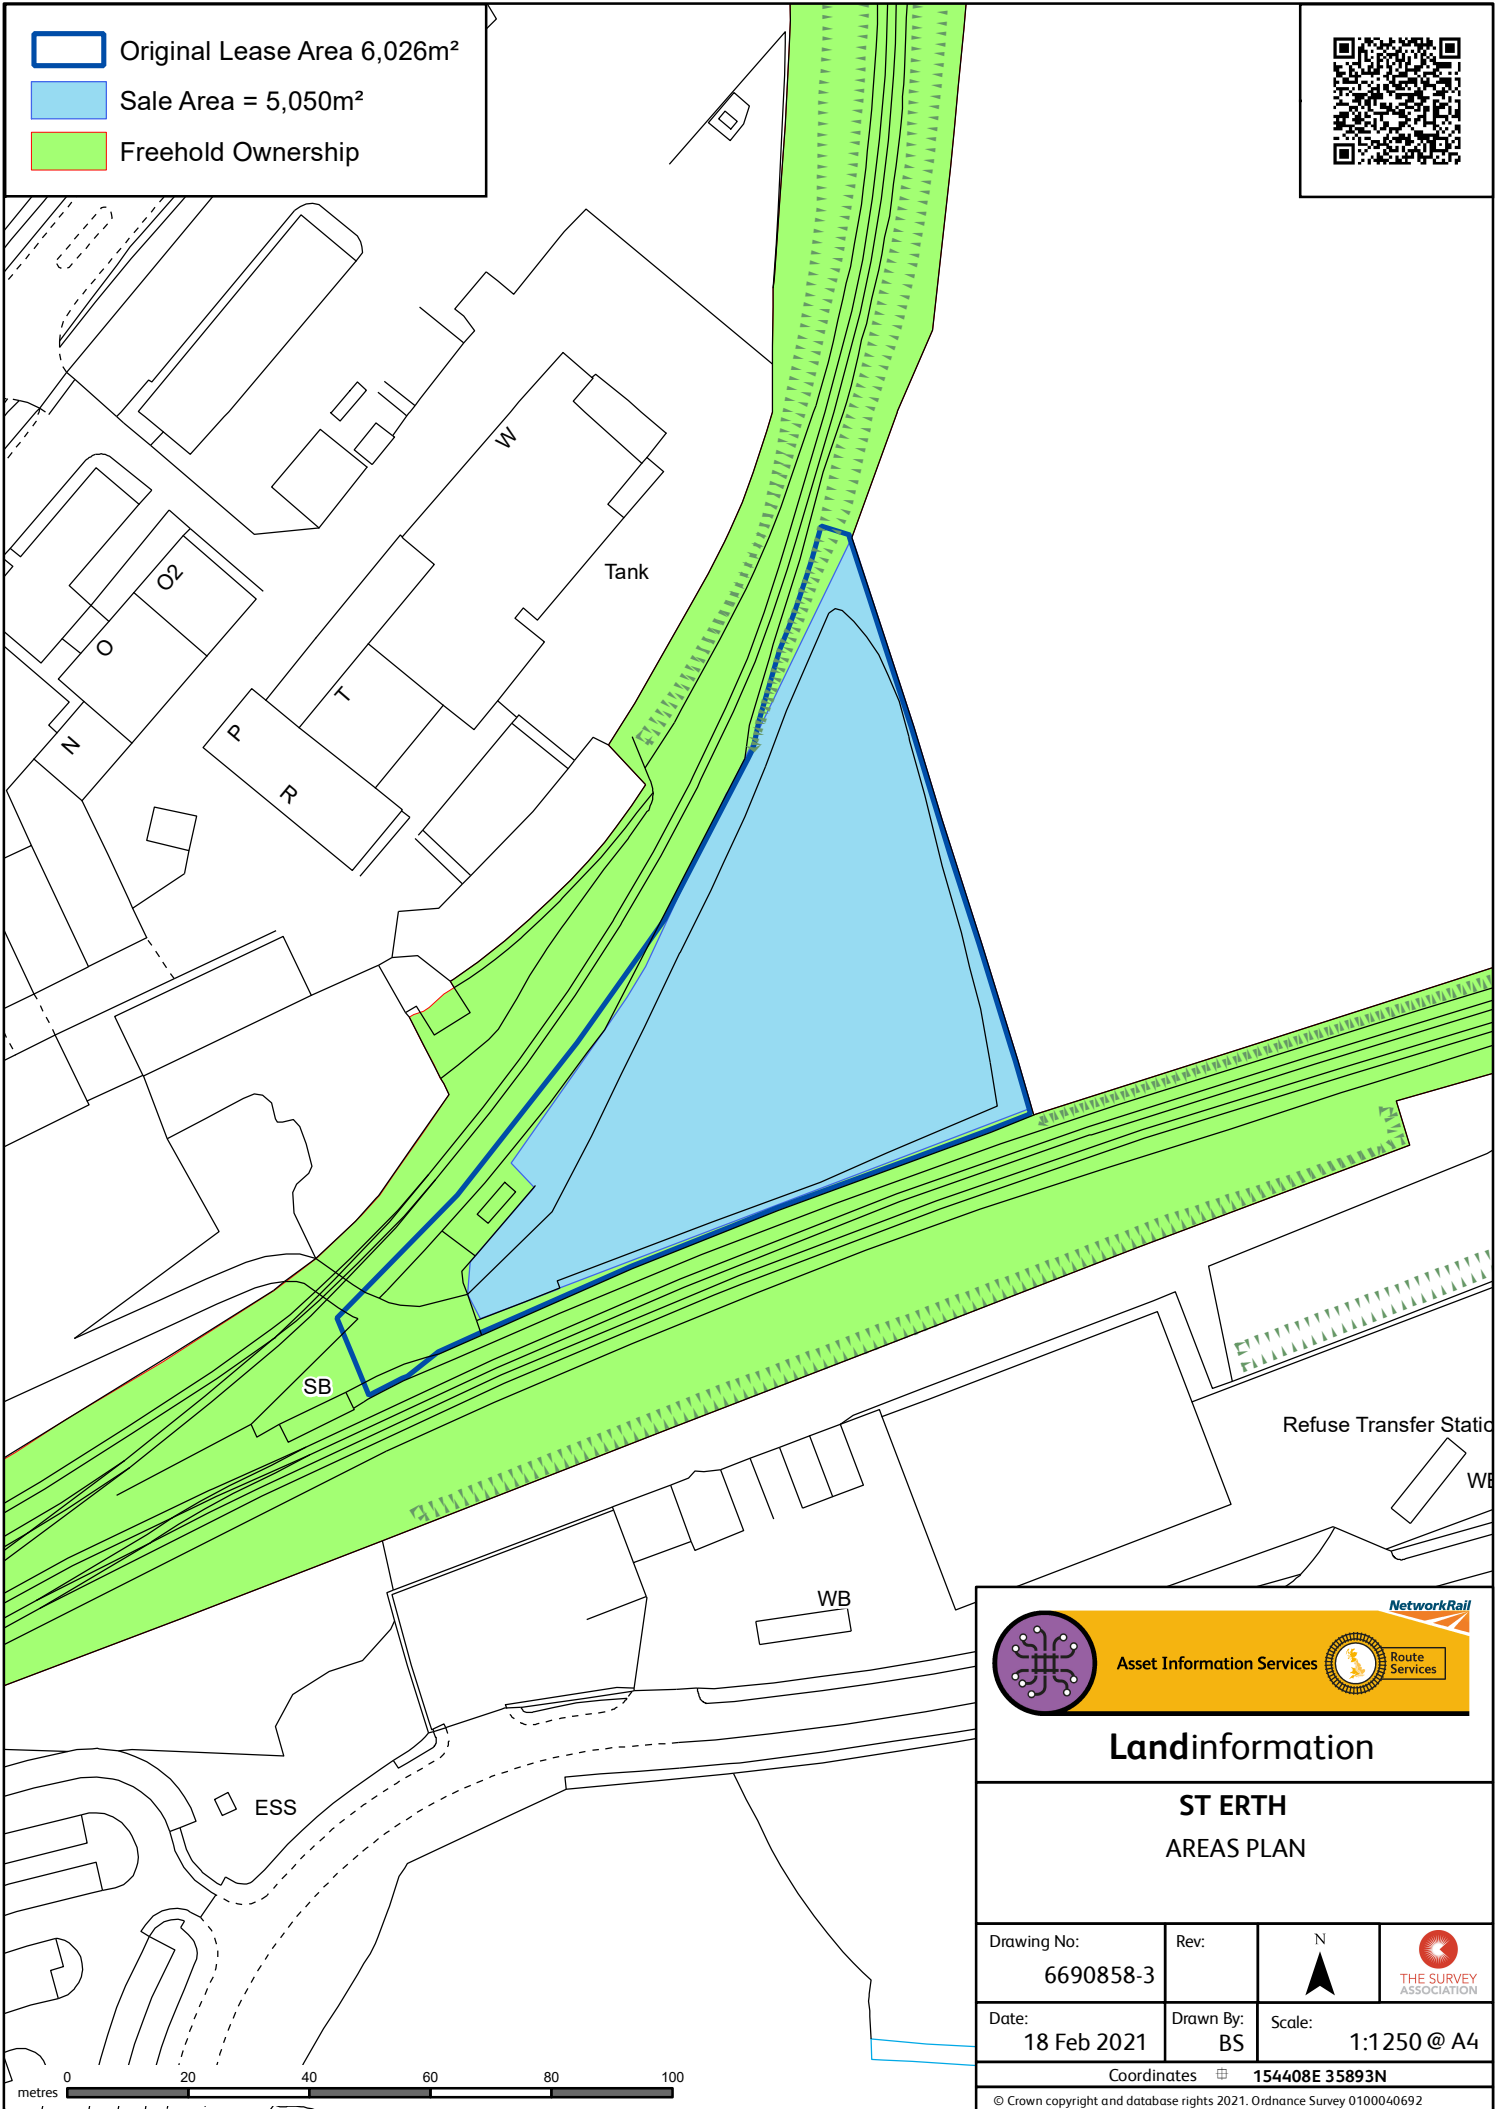 Original Lease Area 6,026m²
Sale Area = 5,050m²
Freehold Ownership
W
Tank
O2
O
T
P
N
R
SB
Refuse Transfer Static
WB
WB
ESS
NetworkRail
Asset Information Services
Route
Services
Landinformation
ST ERTH
AREAS PLAN
Drawing No:
6690858-3
Rev:
N
THE SURVEY
ASSOCIATION
Date:
18 Feb 2021
Drawn By:
BS
Scale:
1:1250 @ A4
Coordinates 154408E 35893N
© Crown copyright and database rights 2021. Ordnance Survey 0100040692
metres 0 20 40 60 80 100